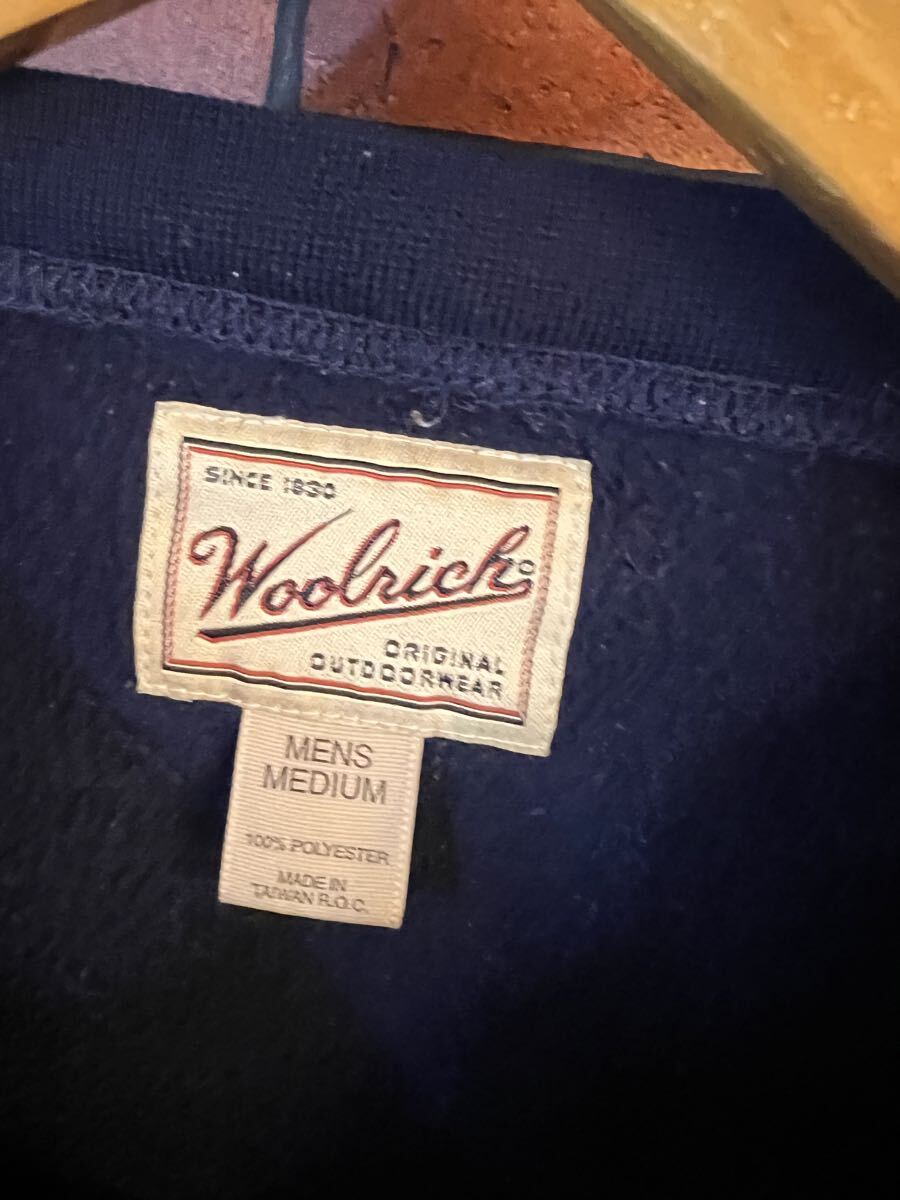 SINCE 1830
Woolrich
ORIGINAL
OUTDOORWEAR
MENS
MEDIUM
100% POLYESTER
MADE IN
TAIWAN R.O.C.